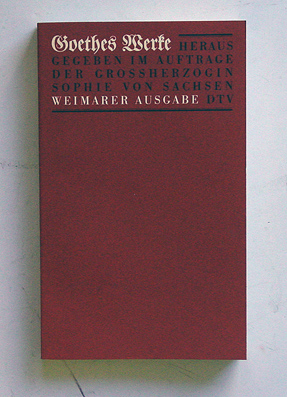 Goethes Werke HERAUS
GEGEBEN IM AUFTRAGE
DER GROSSHERZOGIN
SOPHIE VON SACHSEN
WEIMARER AUSGABE DTV